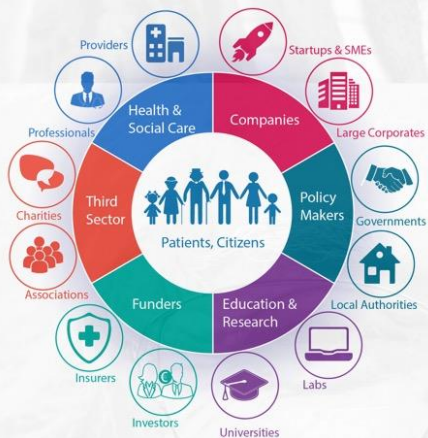 Providers
Startups & SMEs
Professionals
Health &
Social Care
Companies
Large Corporates
Charities
Third
Sector
Patients, Citizens
Policy
Makers
Governments
Associations
Funders
Education &
Research
Local Authorities
Insurers
Investors
Universities
Labs